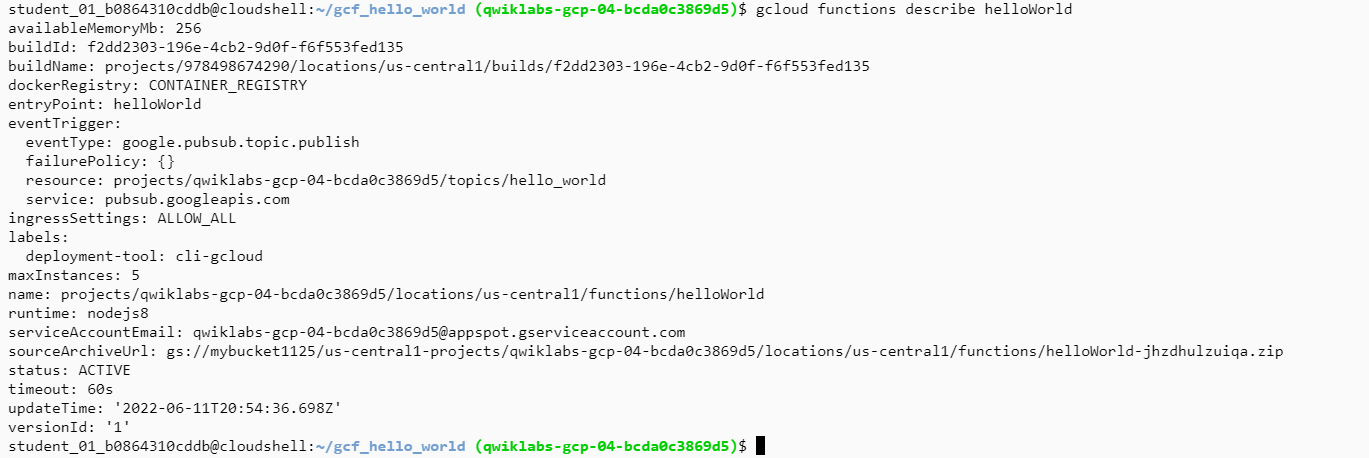 student_01_b0864310cddb@cloudshell:~/gcf_hello_world (qwiklabs-gcp-04-bcda0c3869d5)$ gcloud functions describe helloWorld
availableMemoryMb: 256
buildId: f2dd2303-196e-4cb2-9d0f-f6f553fed135
buildName: projects/978498674290/locations/us-central1/builds/f2dd2303-196e-4cb2-9d0f-f6f553fed135
dockerRegistry: CONTAINER_REGISTRY
entryPoint: helloWorld
eventTrigger:
  eventType: google.pubsub.topic.publish
  failurePolicy: {}
  resource: projects/qwiklabs-gcp-04-bcda0c3869d5/topics/hello_world
  service: pubsub.googleapis.com
ingressSettings: ALLOW_ALL
labels:
  deployment-tool: cli-gcloud
maxInstances: 5
name: projects/qwiklabs-gcp-04-bcda0c3869d5/locations/us-central1/functions/helloWorld
runtime: nodejs8
serviceAccountEmail: qwiklabs-gcp-04-bcda0c3869d5@appspot.gserviceaccount.com
sourceArchiveUrl: gs://mybucket1125/us-central1-projects/qwiklabs-gcp-04-bcda0c3869d5/locations/us-central1/functions/helloWorld-jhzdhulzuiqa.zip
status: ACTIVE
timeout: 60s
updateTime: '2022-06-11T20:54:36.698Z'
versionId: '1'
student_01_b0864310cddb@cloudshell:~/gcf_hello_world (qwiklabs-gcp-04-bcda0c3869d5)$